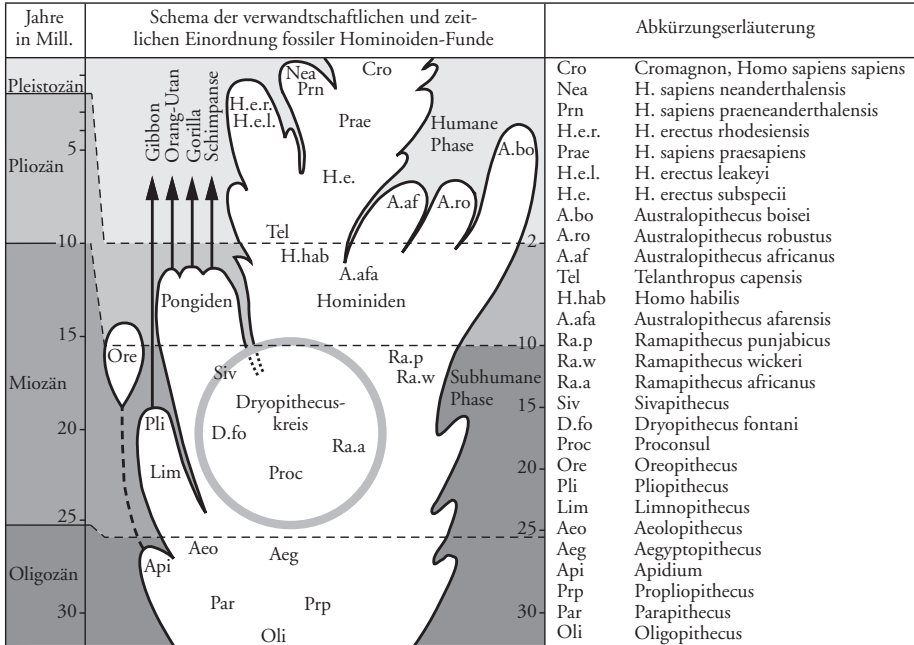 Jahre
in Mill.
Schema der verwandtschaftlichen und zeit-
lichen Einordnung fossiler Hominoiden-Funde
Abkürzungserläuterung
Pleistozän
Pliozän
5
10
15
Miozän
20
25
Oligozän
30
Gibbon
Orang-Utan
Gorilla
Schimpanse
Nea
Prn
Cro
H.e.r.
H.e.l.
Prae
Humane
Phase
A.bo
H.e.
A.af
A.ro
Tel
H.hab
A.afa
Pongiden
Hominiden
2
10
Ore
Siv
Ra.p
Ra.w
Subhumane
Phase
Dryopithecus-
kreis
15
Pli
D.fo
Ra.a
Lim
Proc
20
25
Aeo
Aeg
Api
Par
Prp
30
Oli
Cro Cromagnon, Homo sapiens sapiens
Nea H. sapiens neanderthalensis
Prn H. sapiens praeneanderthalensis
H.e.r. H. erectus rhodesiensis
Prae H. sapiens praesapiens
H.e.l. H. erectus leakeyi
H.e. H. erectus subspecii
A.bo Australopithecus boisei
A.ro Australopithecus robustus
A.af Australopithecus africanus
Tel Telanthropus capensis
H.hab Homo habilis
A.afa Australopithecus afarensis
Ra.p Ramapithecus punjabicus
Ra.w Ramapithecus wickeri
Ra.a Ramapithecus africanus
Siv Sivapithecus
D.fo Dryopithecus fontani
Proc Proconsul
Ore Oreopithecus
Pli Pliopithecus
Lim Limnopithecus
Aeo Aeolopithecus
Aeg Aegyptopithecus
Api Apidium
Prp Propliopithecus
Par Parapithecus
Oli Oligopithecus